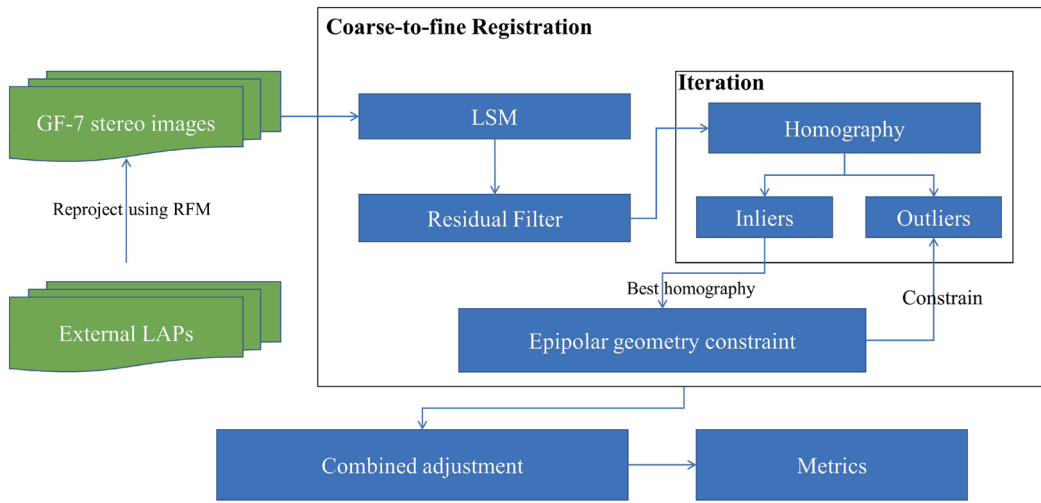 Coarse-to-fine Registration
GF-7 stereo images
LSM
Iteration
Homography
Reproject using RFM
Residual Filter
Inliers
Outliers
Best homography
Constrain
External LAPs
Epipolar geometry constraint
Combined adjustment
Metrics